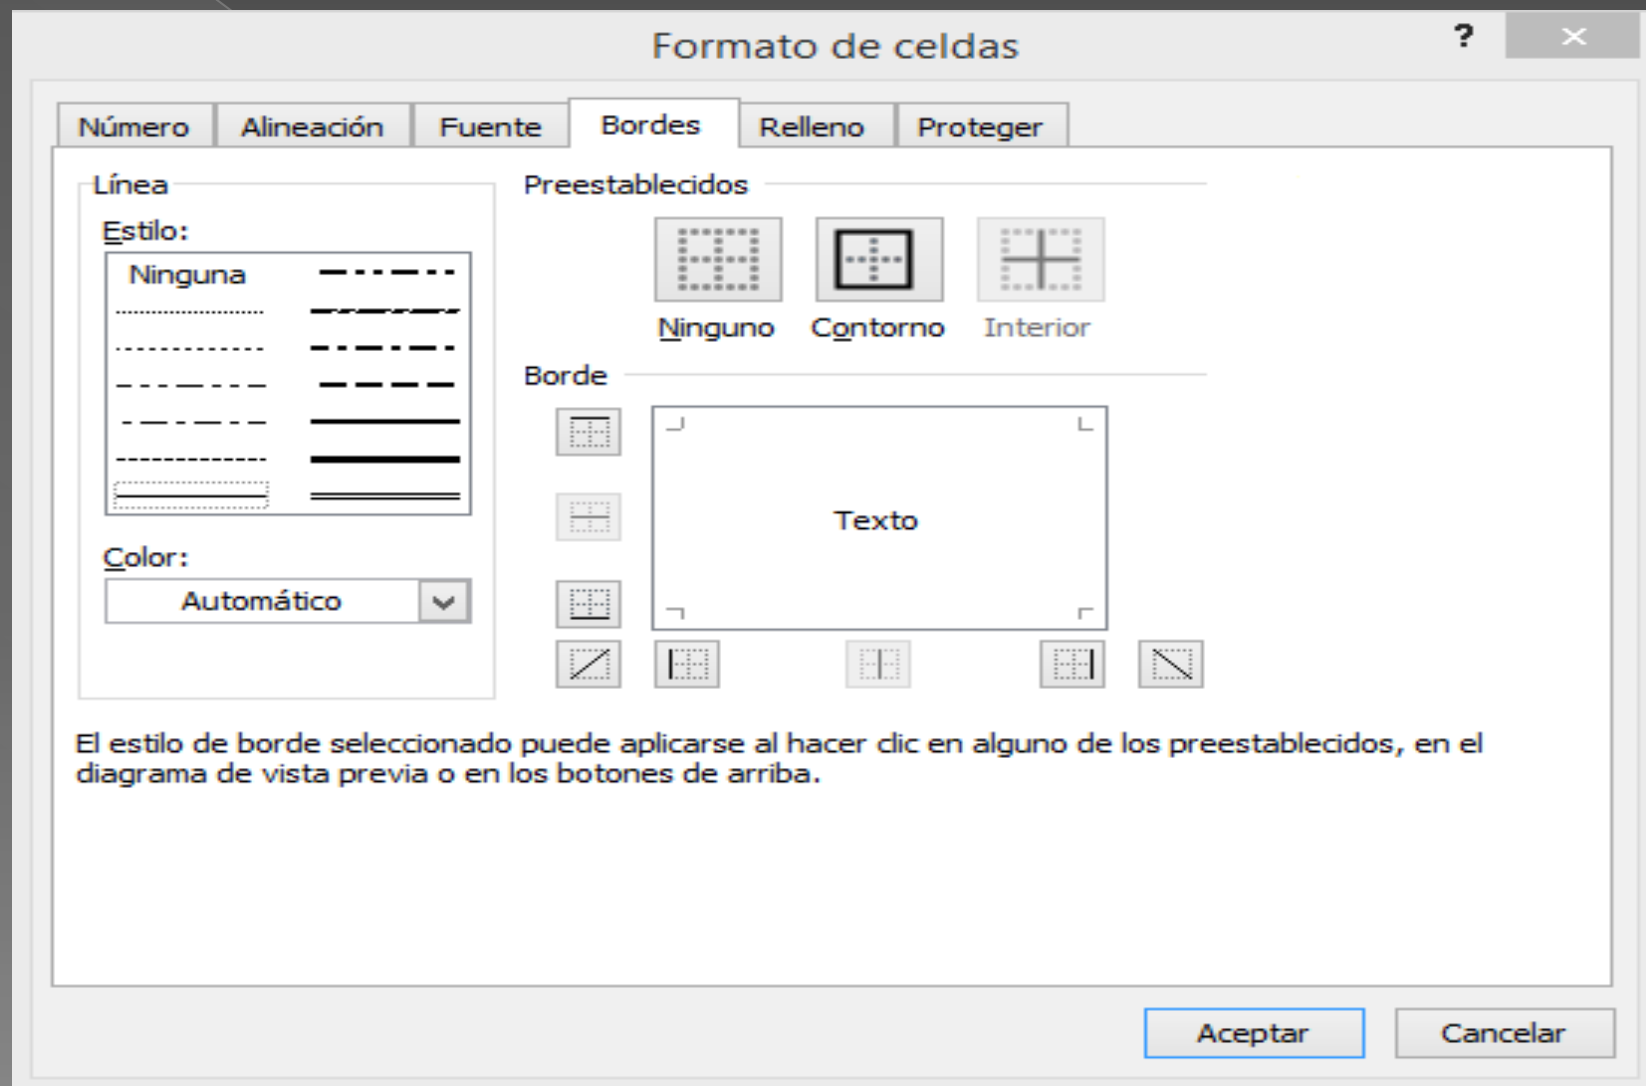 Formato de celdas
?
Número Alineación Fuente Bordes Relleno Proteger
Línea
Estilo:
Ninguna
Color:
Automático
Preestablecidos
Ninguno Contorno Interior
Borde
Texto
El estilo de borde seleccionado puede aplicarse al hacer clic en alguno de los preestablecidos, en el
diagrama de vista previa o en los botones de arriba.
Aceptar Cancelar